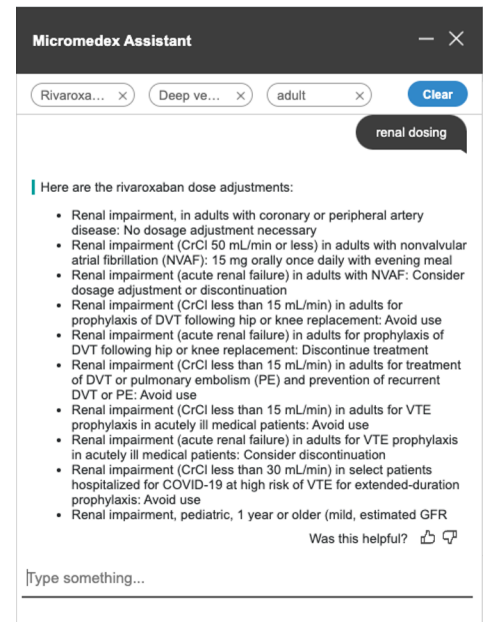 Micromedex Assistant
Rivaroxa... × Deep ve... × adult × Clear
renal dosing
Here are the rivaroxaban dose adjustments:
• Renal impairment, in adults with coronary or peripheral artery
disease: No dosage adjustment necessary
• Renal impairment (CrCl 50 mL/min or less) in adults with nonvalvular
atrial fibrillation (NVAF): 15 mg orally once daily with evening meal
• Renal impairment (acute renal failure) in adults with NVAF: Consider
dosage adjustment or discontinuation
• Renal impairment (CrCl less than 15 mL/min) in adults for
prophylaxis of DVT following hip or knee replacement: Avoid use
• Renal impairment (acute renal failure) in adults for prophylaxis of
DVT following hip or knee replacement: Discontinue treatment
• Renal impairment (CrCl less than 15 mL/min) in adults for treatment
of DVT or pulmonary embolism (PE) and prevention of recurrent
DVT or PE: Avoid use
• Renal impairment (CrCl less than 15 mL/min) in adults for VTE
prophylaxis in acutely ill medical patients: Avoid use
• Renal impairment (acute renal failure) in adults for VTE prophylaxis
in acutely ill medical patients: Consider discontinuation
• Renal impairment (CrCl less than 30 mL/min) in select patients
hospitalized for COVID-19 at high risk of VTE for extended-duration
prophylaxis: Avoid use
• Renal impairment, pediatric, 1 year or older (mild, estimated GFR
Was this helpful?
Type something...